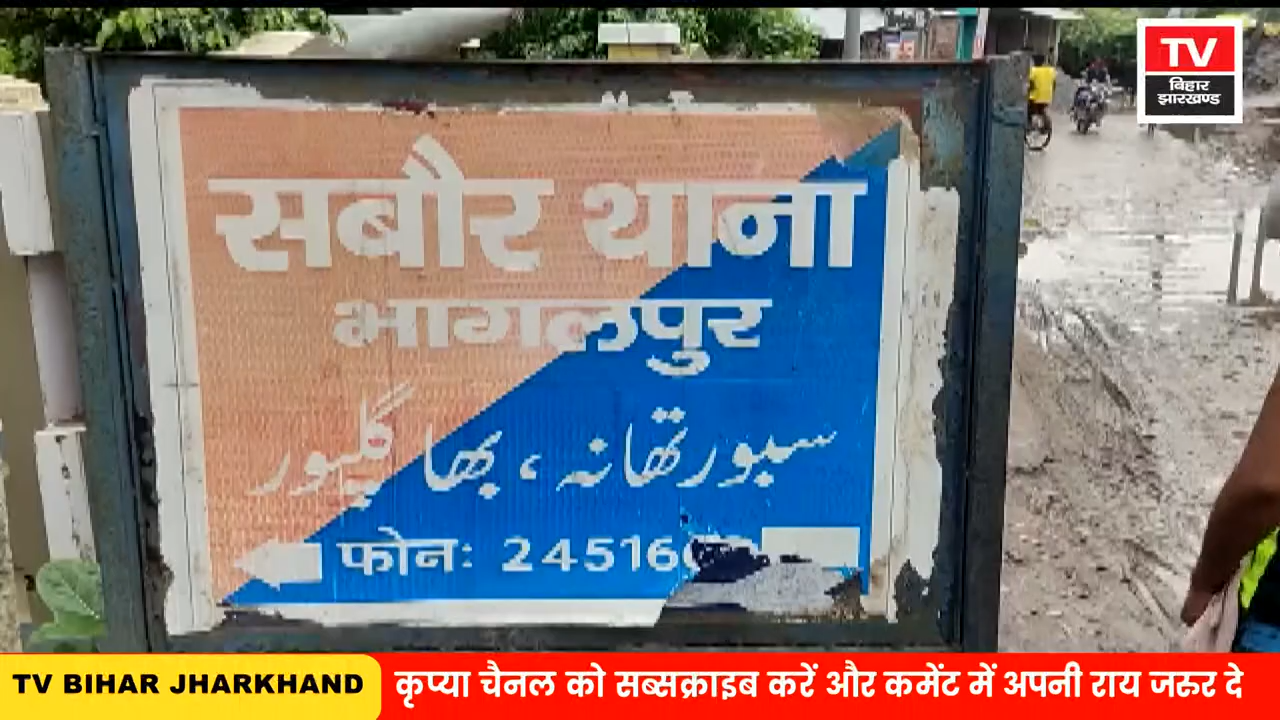 TV
बिहार
झारखण्ड
सबौर थाना
भागलपुर
سبور تھانہ ، بھاگلپور
फोनः 24516
TV BIHAR JHARKHAND
कृप्या चैनल को सब्सक्राइब करें और कमेंट में अपनी राय जरुर दे